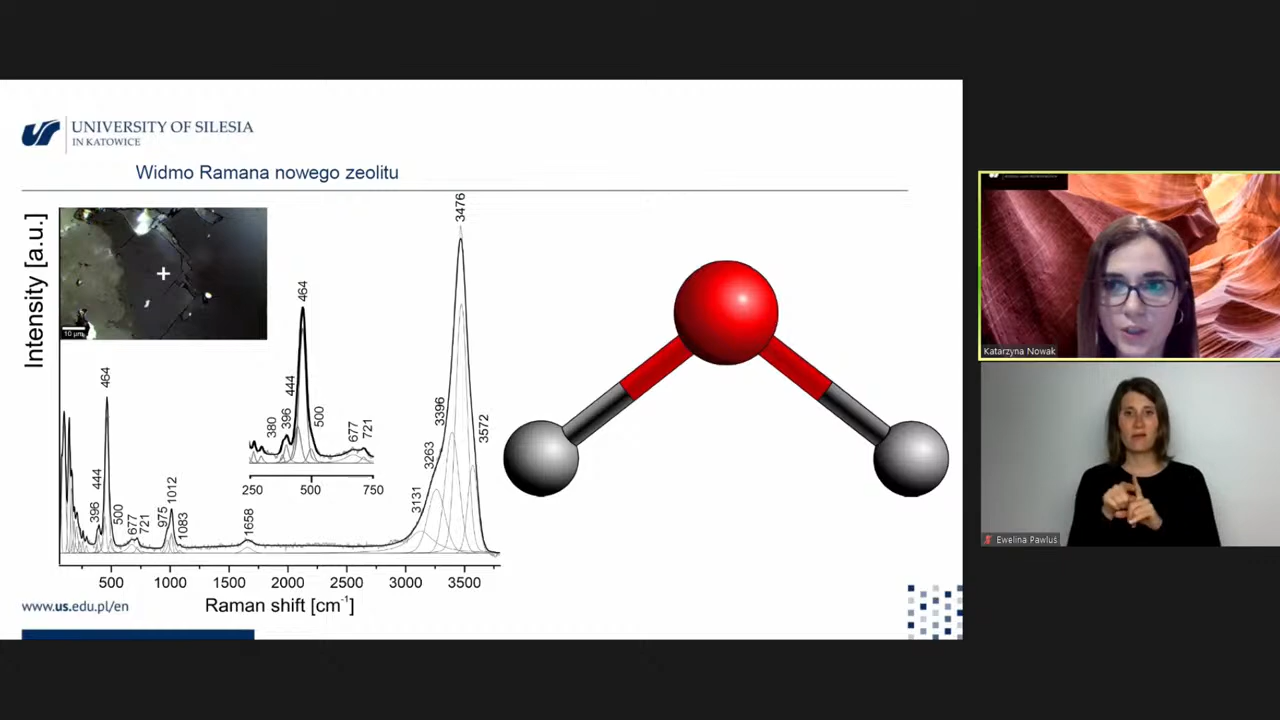 UNIVERSITY OF SILESIA
IN KATOWICE
Widmo Ramana nowego zeolitu
Intensity [a.u.]
10 µm
464
444
396
500
677
721
975
1012
1083
1658
464
444
396
380
500
677
721
250 500 750
3131
3263
3396
3476
3572
500 1000 1500 2000 2500 3000 3500
Raman shift [cm-1]
www.us.edu.pl/en
Katarzyna Nowak
Ewelina Pawluś